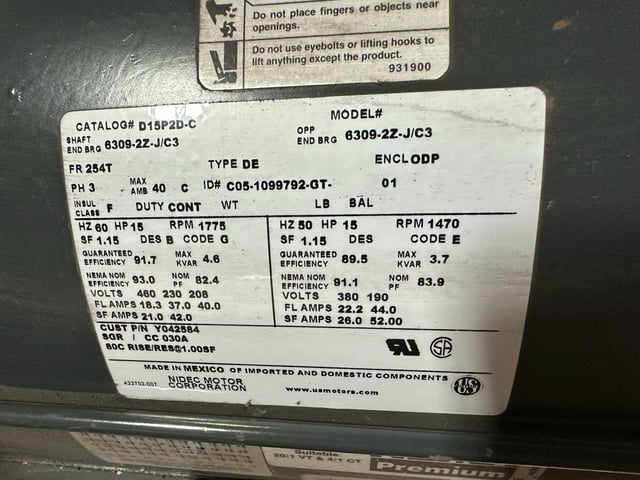 Do not place fingers or objects near
openings.
Do not use eyebolts or lifting hooks to
lift anything except the product.
931900
CATALOG# D15P2D-C MODEL#
SHAFT END BRG 6309-2Z-J/C3 OPP END BRG 6309-2Z-J/C3
FR 254T TYPE DE ENCL ODP
PH 3 MAX AMB 40 C ID# C05-1099792-GT- 01
INSUL CLASS F DUTY CONT WT LB BAL
HZ 60 HP 15 RPM 1775 HZ 50 HP 15 RPM 1470
SF 1.15 DES B CODE G SF 1.15 DES CODE E
GUARANTEED EFFICIENCY 91.7 MAX KVAR 4.6 GUARANTEED EFFICIENCY 89.5 MAX KVAR 3.7
NEMA NOM EFFICIENCY 93.0 NOM PF 82.4 NEMA NOM EFFICIENCY 91.1 NOM PF 83.9
VOLTS 460 230 208 VOLTS 380 190
FL AMPS 18.3 37.0 40.0 FL AMPS 22.2 44.0
SF AMPS 21.0 42.0 SF AMPS 26.0 52.00
CUST P/N Y042584
SGR / CC 030A
80C RISE/RES@1.00SF
MADE IN MEXICO OF IMPORTED AND DOMESTIC COMPONENTS
422702-007 NIDEC MOTOR CORPORATION www.usmotors.com
Suitable
20:1 VT & 4:1 CT
Premium